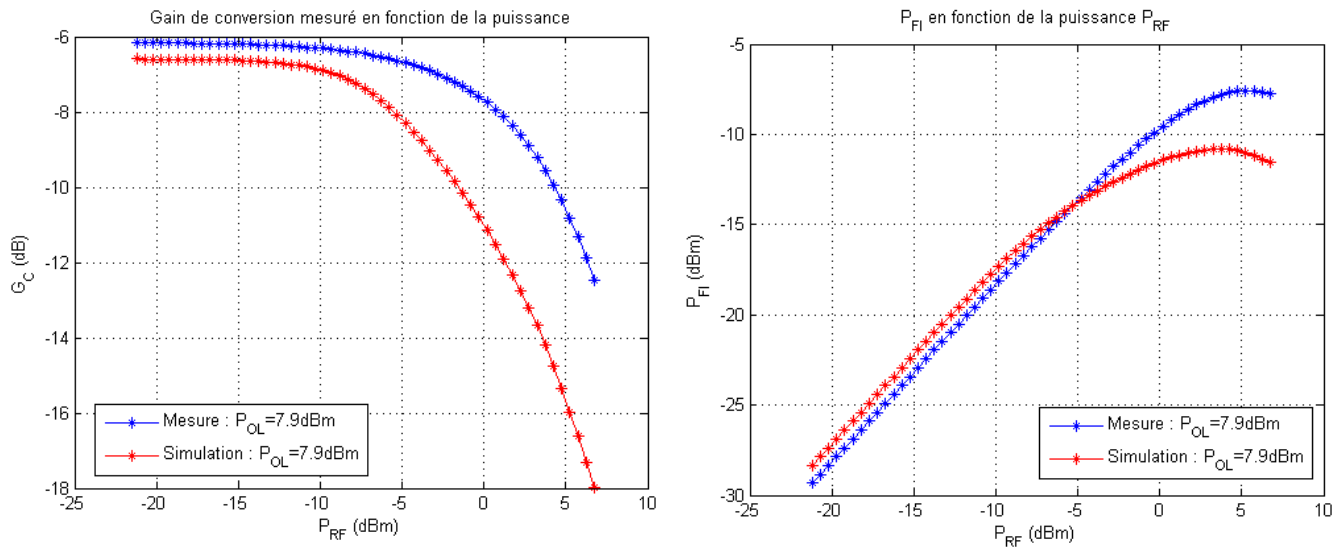 Gain de conversion mesuré en fonction de la puissance
-6
-8
-10
-12
-14
-16
-18
G_C (dB)
Mesure : P_OL=7.9dBm
Simulation : P_OL=7.9dBm
-25 -20 -15 -10 -5 0 5 10
P_RF (dBm)
P_FI en fonction de la puissance P_RF
-5
-10
-15
-20
-25
-30
P_FI (dBm)
Mesure : P_OL=7.9dBm
Simulation : P_OL=7.9dBm
-25 -20 -15 -10 -5 0 5 10
P_RF (dBm)